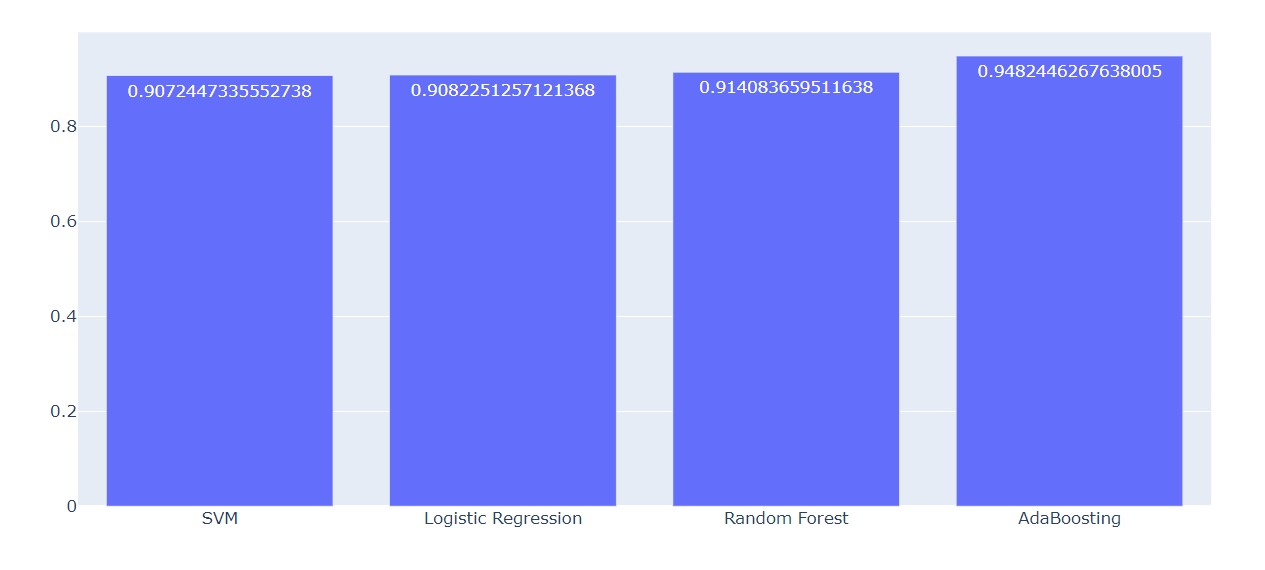 0.9072447335552738
0.9082251257121368
0.914083659511638
0.9482446267638005
0.8
0.6
0.4
0.2
0
SVM
Logistic Regression
Random Forest
AdaBoosting